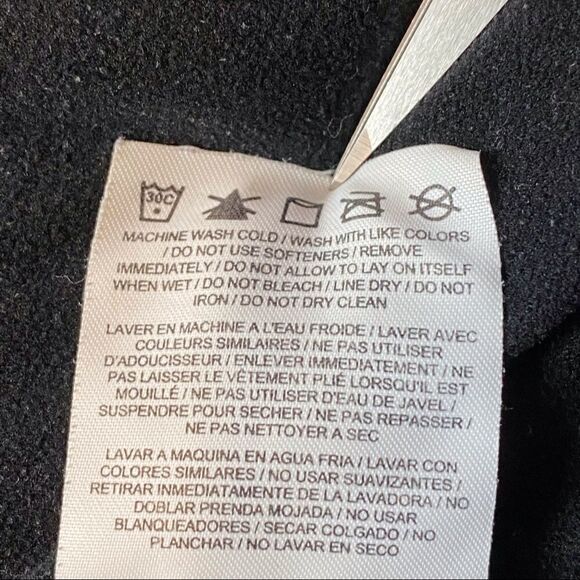 30C
MACHINE WASH COLD / WASH WITH LIKE COLORS
/ DO NOT USE SOFTENERS / REMOVE
IMMEDIATELY / DO NOT ALLOW TO LAY ON ITSELF
WHEN WET / DO NOT BLEACH / LINE DRY / DO NOT
IRON / DO NOT DRY CLEAN
LAVER EN MACHINE A L'EAU FROIDE / LAVER AVEC
COULEURS SIMILAIRES / NE PAS UTILISER
D'ADOUCISSEUR / ENLEVER IMMEDIATEMENT / NE
PAS LAISSER LE VÊTEMENT PLIÉ LORSQU'IL EST
MOUILLÉ / NE PAS UTILISER D'EAU DE JAVEL /
SUSPENDRE POUR SECHER / NE PAS REPASSER /
NE PAS NETTOYER A SEC
LAVAR A MAQUINA EN AGUA FRIA / LAVAR CON
COLORES SIMILARES / NO USAR SUAVIZANTES /
RETIRAR INMEDIATAMENTE DE LA LAVADORA / NO
DOBLAR PRENDA MOJADA / NO USAR
BLANQUEADORES / SECAR COLGADO / NO
PLANCHAR / NO LAVAR EN SECO